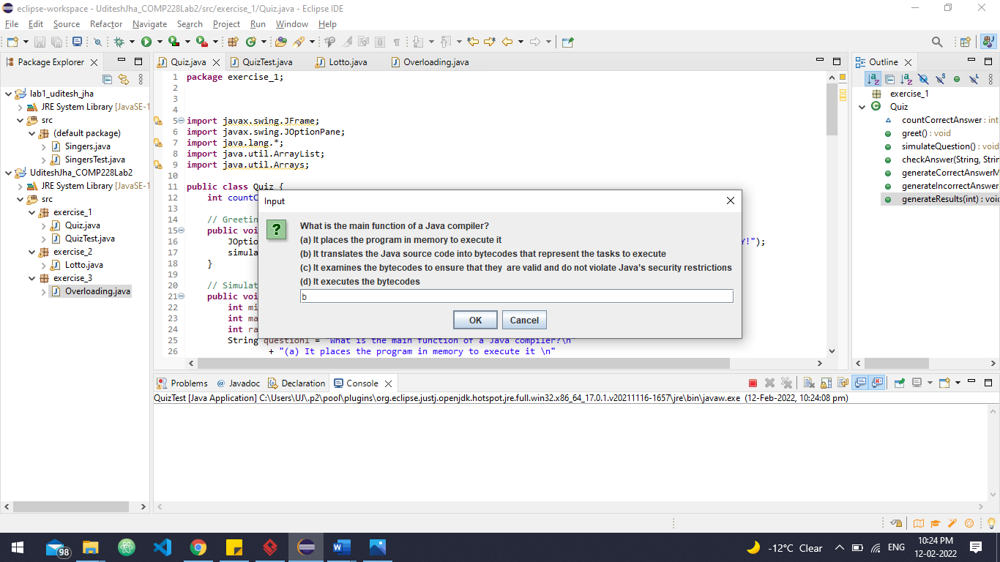 eclipse-workspace - UditeshJha_COMP228Lab2/src/exercise_1/Quiz.java - Eclipse IDE
File Edit Source Refactor Navigate Search Project Run Window Help
Package Explorer
lab1_uditesh_jha
JRE System Library [JavaSE-1
src
(default package)
Singers.java
SingersTest.java
UditeshJha_COMP228Lab2
JRE System Library [JavaSE-1
src
exercise_1
Quiz.java
QuizTest.java
exercise_2
Lotto.java
exercise_3
Overloading.java
Quiz.java QuizTest.java Lotto.java Overloading.java
1 package exercise_1;
2
3
4
5 import javax.swing.JFrame;
6 import javax.swing.JOptionPane;
7 import java.lang.*;
8 import java.util.ArrayList;
9 import java.util.Arrays;
10
11 public class Quiz {
12 int countC
13
14 // Greetin
15 public voi
16 JOptio Y!");
17 simula
18 }
19
20 // Simulat
21 public voi
22 int mi
23 int ma
24 int ra
25 String question1 = "What is the main function of a Java compiler?\n"
26 + "(a) It places the program in memory to execute it \n"
Input
What is the main function of a Java compiler?
(a) It places the program in memory to execute it
(b) It translates the Java source code into bytecodes that represent the tasks to execute
(c) It examines the bytecodes to ensure that they are valid and do not violate Java's security restrictions
(d) It executes the bytecodes
b
OK Cancel
Outline
exercise_1
Quiz
countCorrectAnswer : int
greet() : void
simulateQuestion() : void
checkAnswer(String, Strin
generateCorrectAnswerM
generateIncorrectAnswer
generateResults(int) : void
Problems Javadoc Declaration Console
QuizTest [Java Application] C:\Users\UJ\.p2\pool\plugins\org.eclipse.justj.openjdk.hotspot.jre.full.win32.x86_64_17.0.1.v20211116-1657\jre\bin\javaw.exe (12-Feb-2022, 10:24:08 pm)
98
-12°C Clear
ENG
10:24 PM
12-02-2022